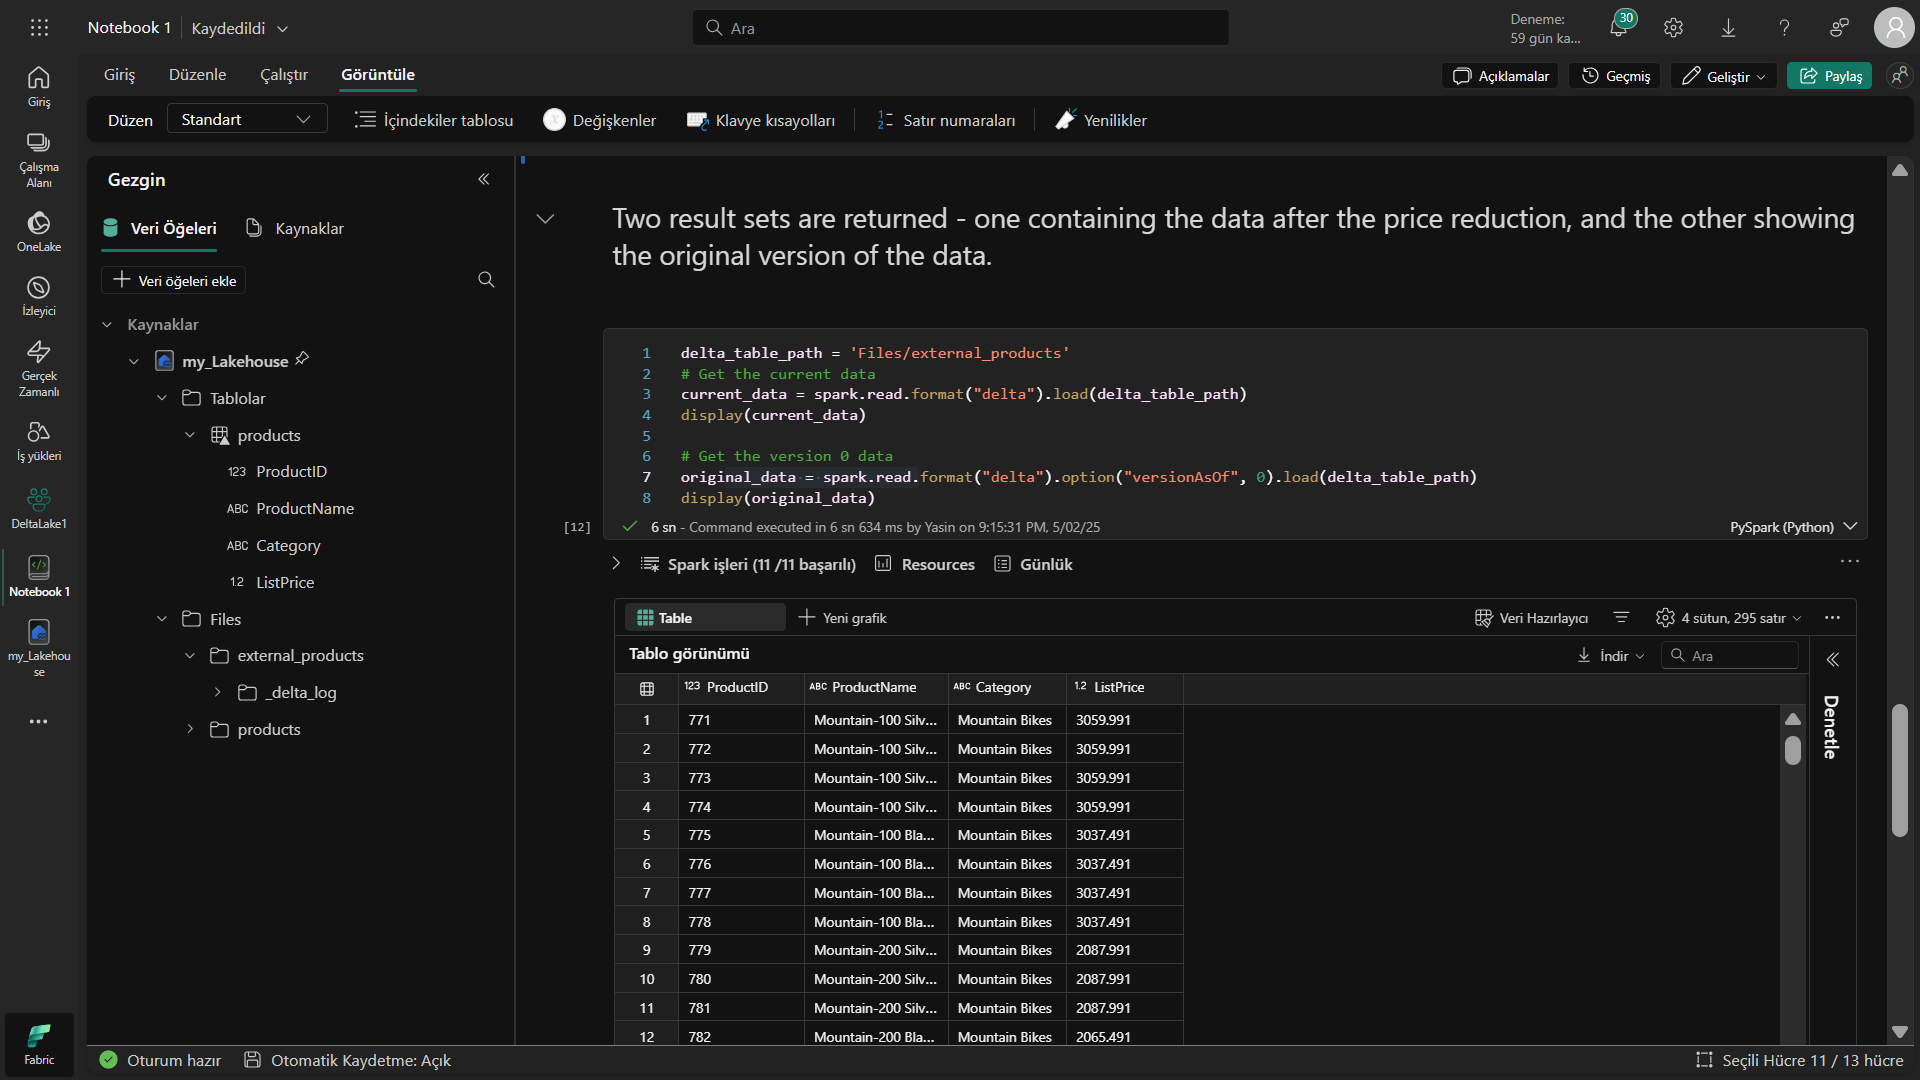 Notebook 1
Kaydedildi
Ara
Deneme:
59 gün ka...
30
Giriş
Düzenle
Çalıştır
Görüntüle
Açıklamalar
Geçmiş
Geliştir
Paylaş
Düzen
Standart
İçindekiler tablosu
Değişkenler
Klavye kısayolları
Satır numaraları
Yenilikler
Giriş
Çalışma
Alanı
OneLake
İzleyici
Gerçek
Zamanlı
İş yükleri
DeltaLake1
Notebook 1
my_Lakehou
se
Fabric
Gezgin
Veri Öğeleri
Kaynaklar
Veri öğeleri ekle
Kaynaklar
my_Lakehouse
Tablolar
products
123 ProductID
ABC ProductName
ABC Category
1.2 ListPrice
Files
external_products
_delta_log
products
Two result sets are returned - one containing the data after the price reduction, and the other showing
the original version of the data.
1 delta_table_path = 'Files/external_products'
2 # Get the current data
3 current_data = spark.read.format("delta").load(delta_table_path)
4 display(current_data)
5
6 # Get the version 0 data
7 original_data = spark.read.format("delta").option("versionAsOf", 0).load(delta_table_path)
8 display(original_data)
[12]
6 sn - Command executed in 6 sn 634 ms by Yasin on 9:15:31 PM, 5/02/25
PySpark (Python)
Spark işleri (11 /11 başarılı)
Resources
Günlük
Table
Yeni grafik
Veri Hazırlayıcı
4 sütun, 295 satır
Tablo görünümü
İndir
Ara
123 ProductID ABC ProductName ABC Category 1.2 ListPrice
1 771 Mountain-100 Silv... Mountain Bikes 3059.991
2 772 Mountain-100 Silv... Mountain Bikes 3059.991
3 773 Mountain-100 Silv... Mountain Bikes 3059.991
4 774 Mountain-100 Silv... Mountain Bikes 3059.991
5 775 Mountain-100 Bla... Mountain Bikes 3037.491
6 776 Mountain-100 Bla... Mountain Bikes 3037.491
7 777 Mountain-100 Bla... Mountain Bikes 3037.491
8 778 Mountain-100 Bla... Mountain Bikes 3037.491
9 779 Mountain-200 Silv... Mountain Bikes 2087.991
10 780 Mountain-200 Silv... Mountain Bikes 2087.991
11 781 Mountain-200 Silv... Mountain Bikes 2087.991
12 782 Mountain-200 Bla... Mountain Bikes 2065.491
Denetle
Oturum hazır
Otomatik Kaydetme: Açık
Seçili Hücre 11 / 13 hücre